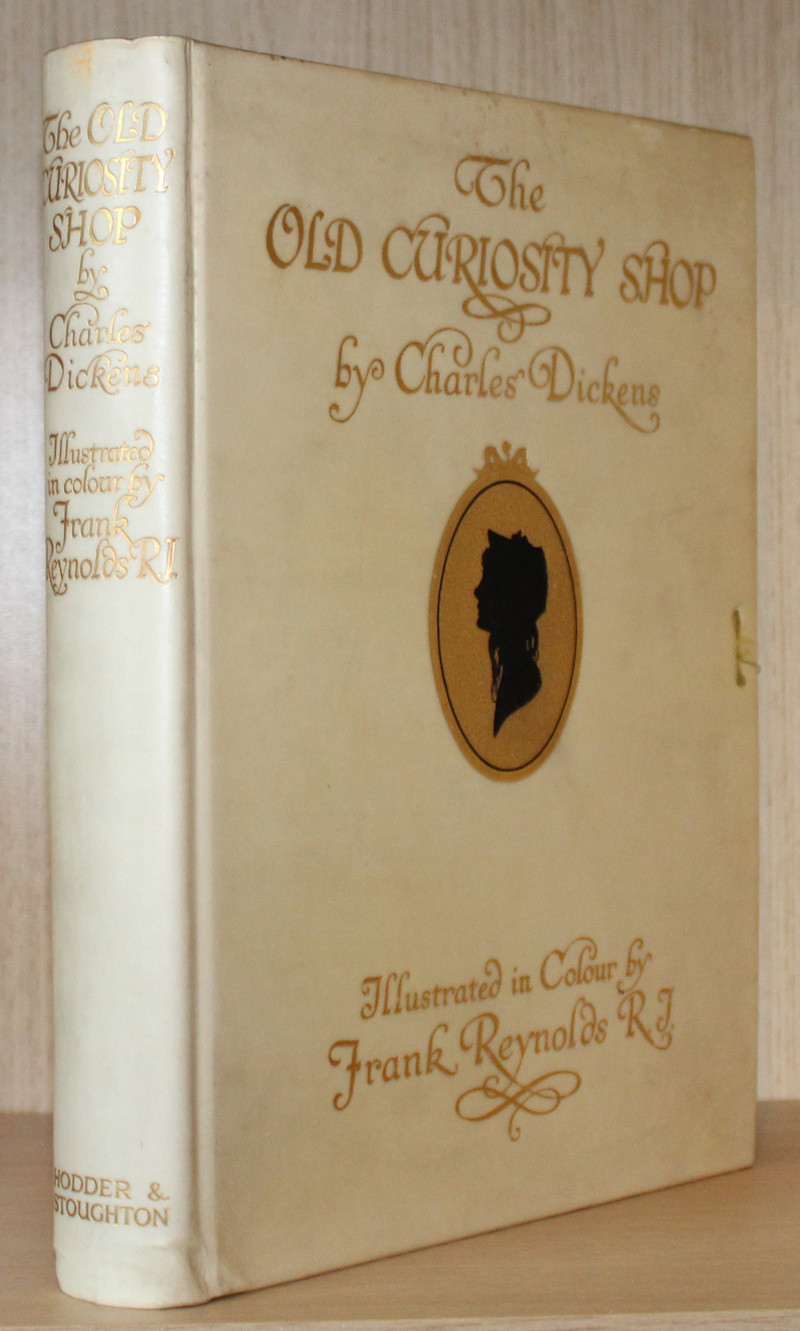 The OLD
CURIOSITY
SHOP
by
Charles
Dickens
Illustrated
in colour by
Frank
Reynolds R.I.
HODDER &
STOUGHTON
The
OLD CURIOSITY SHOP
by Charles Dickens
Illustrated in Colour by
Frank Reynolds R.I.